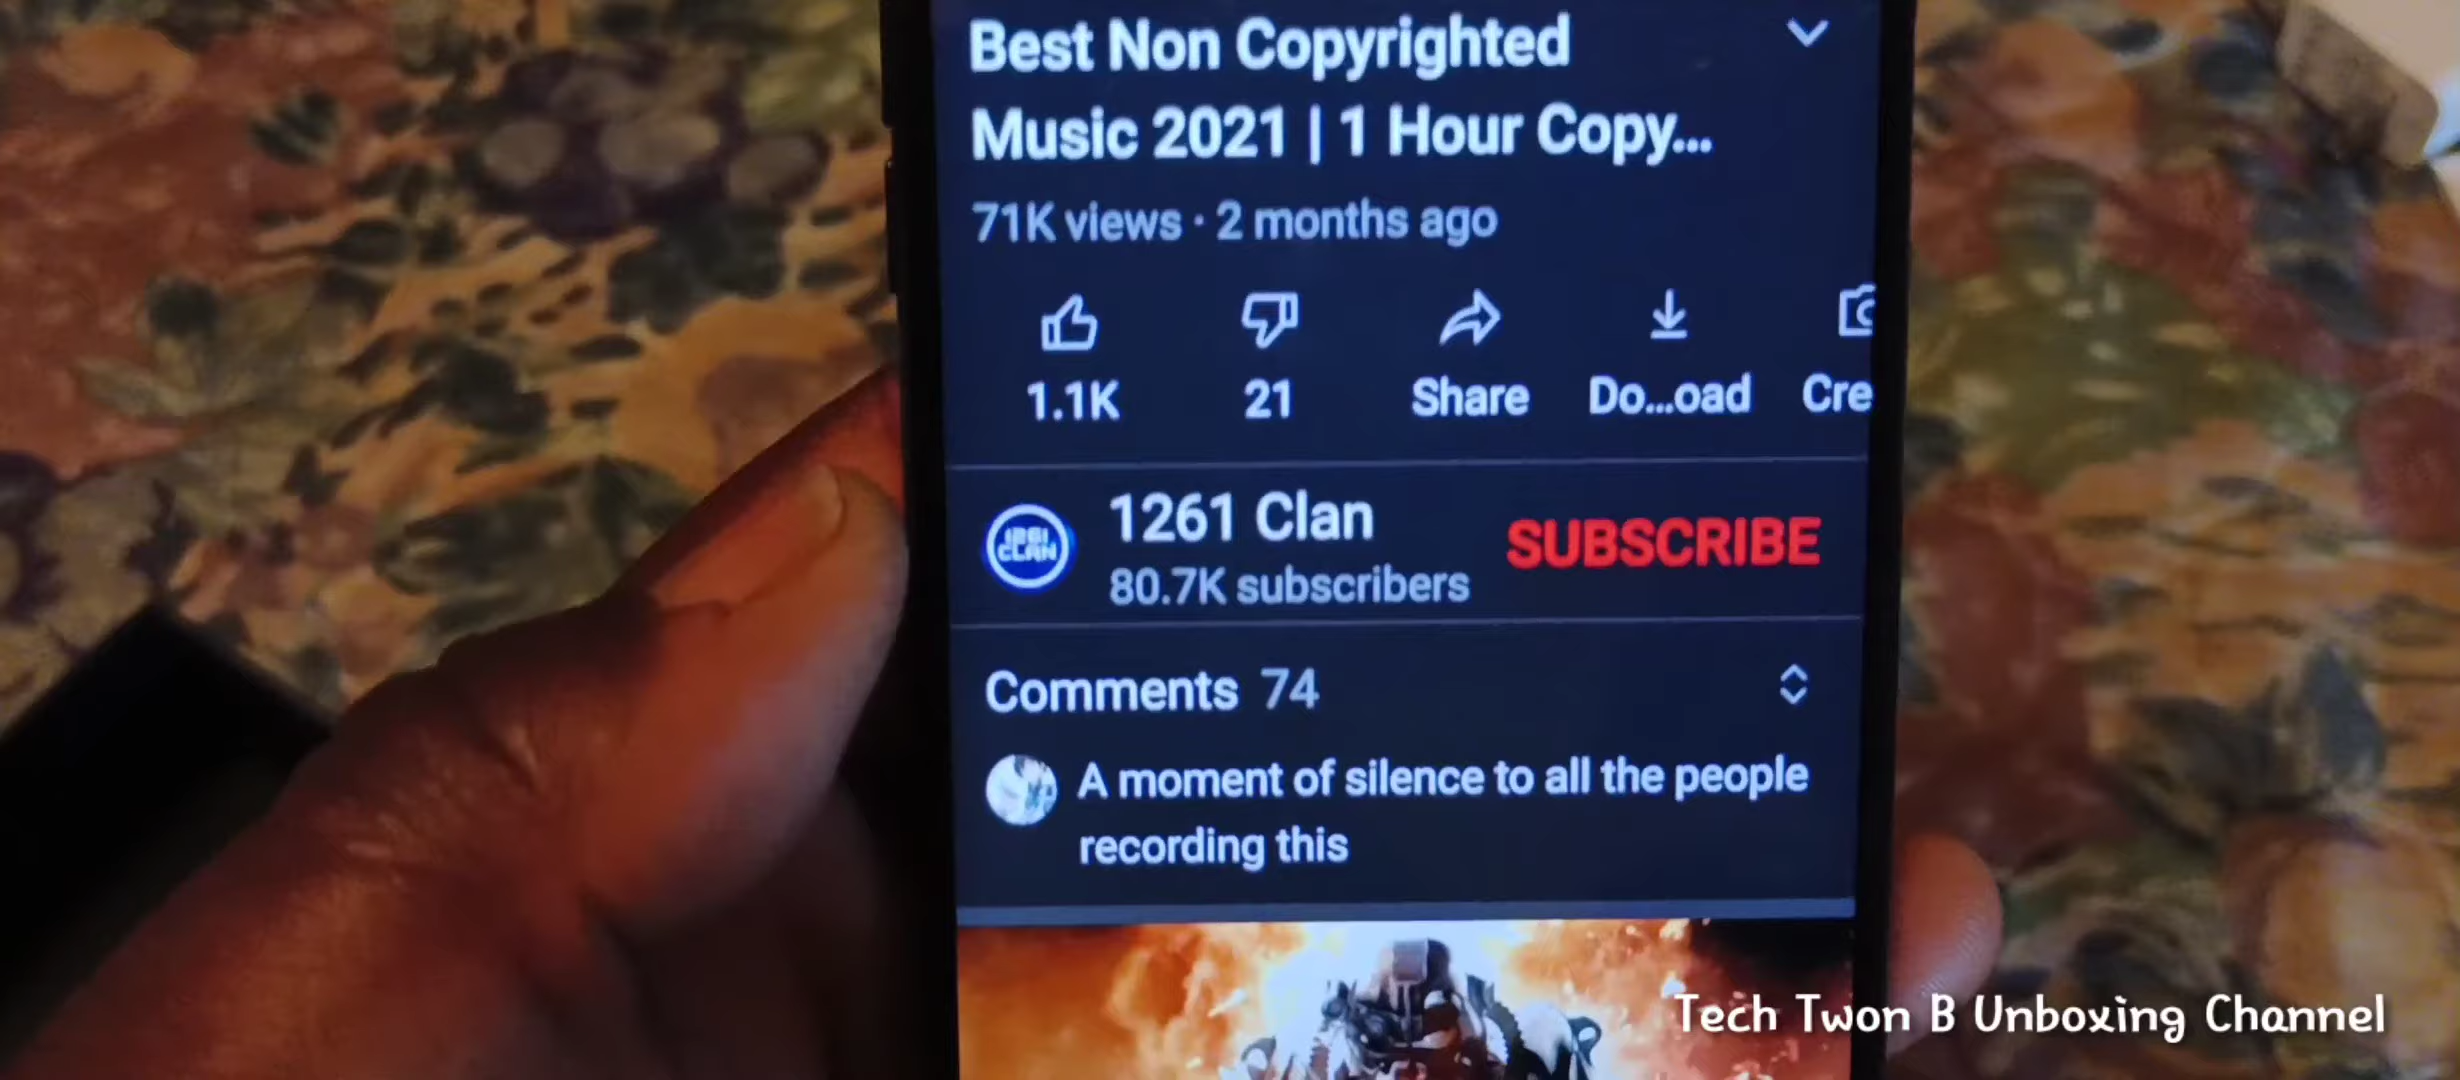 Best Non Copyrighted
Music 2021 | 1 Hour Copy...
71K views · 2 months ago
1.1K 21 Share Do...oad Cre
1261 Clan
SUBSCRIBE
1261
CLAN
80.7K subscribers
Comments 74
A moment of silence to all the people
recording this
Tech Twon B Unboxing Channel